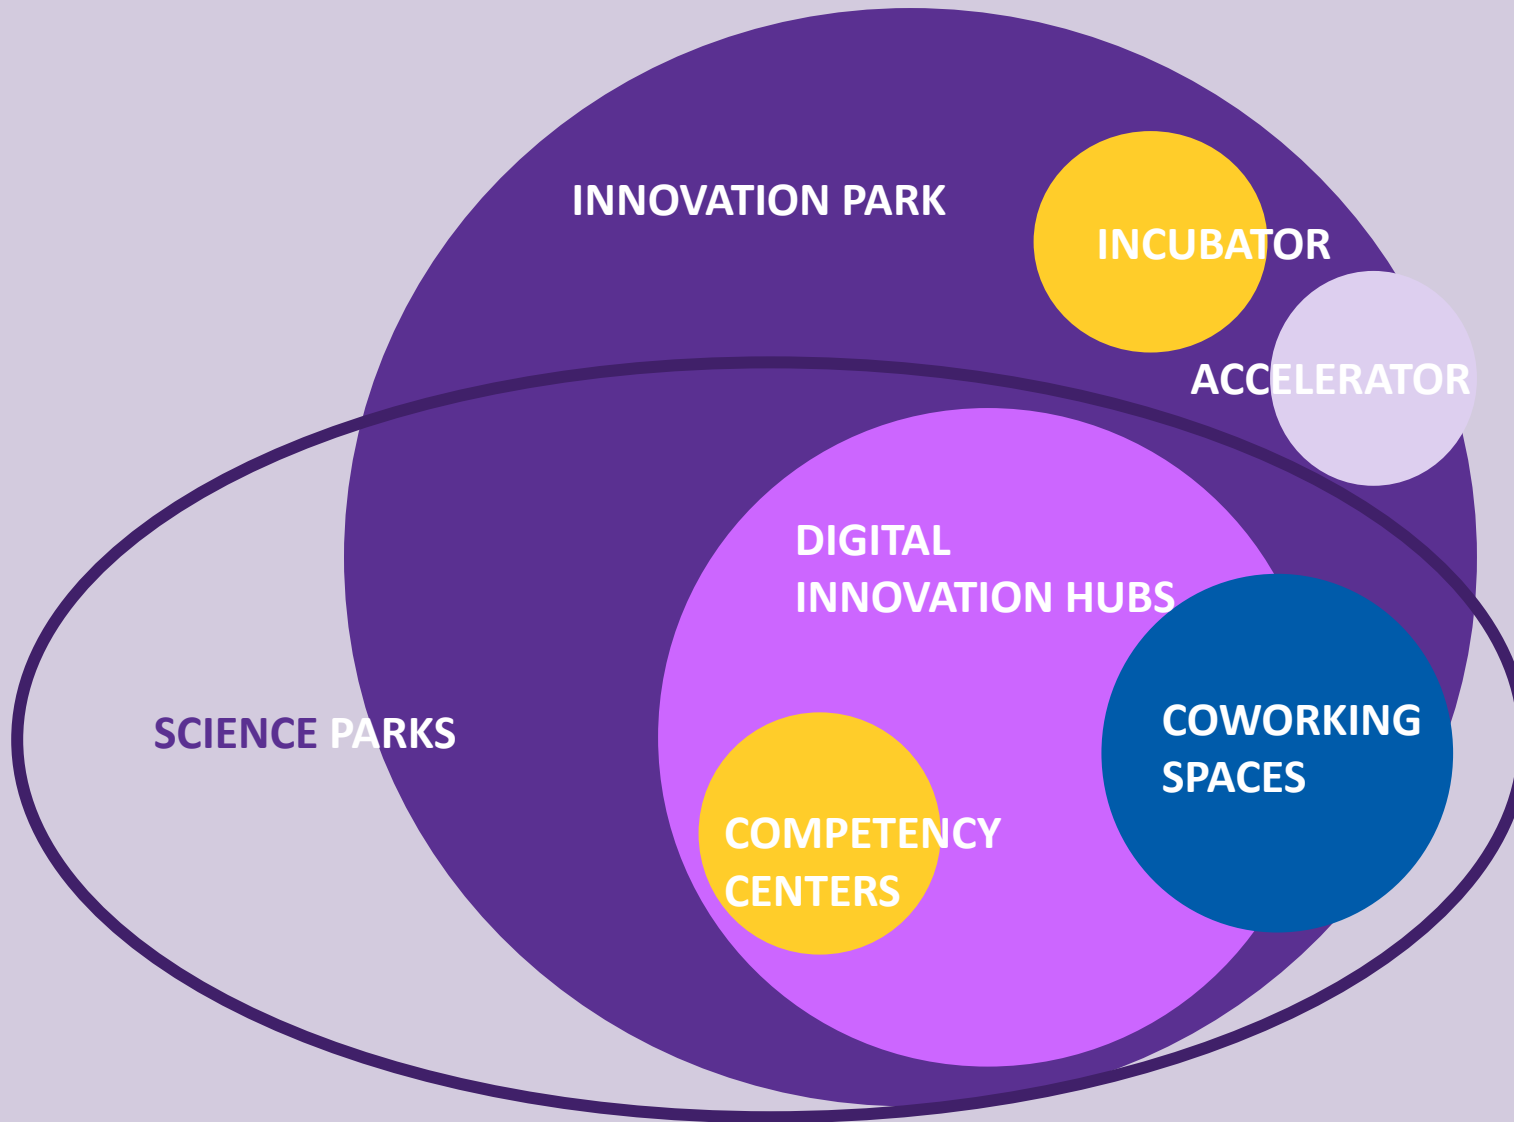 INNOVATION PARK
INCUBATOR
ACCELERATOR
DIGITAL
INNOVATION HUBS
SCIENCE PARKS
COWORKING
SPACES
COMPETENCY
CENTERS